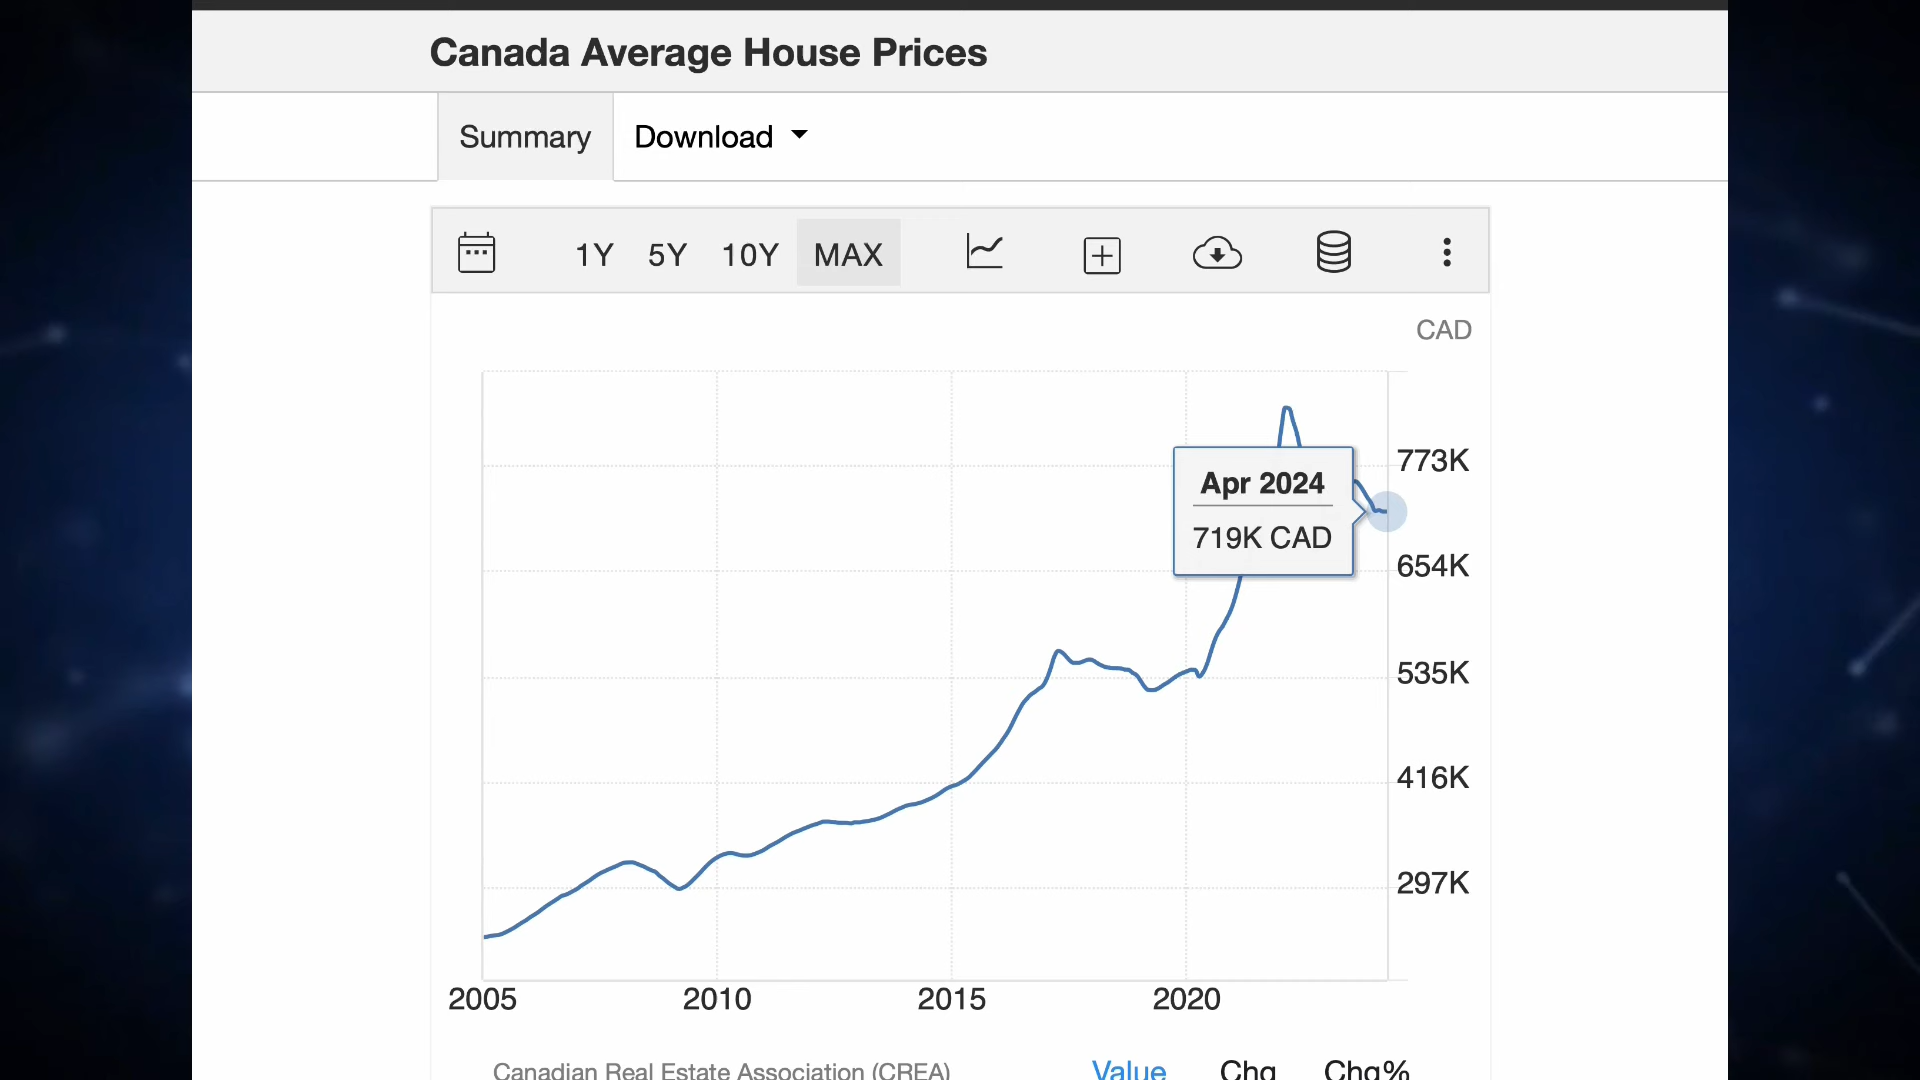 Canada Average House Prices
Summary
Download
1Y 5Y 10Y MAX
CAD
773K
Apr 2024
719K CAD
654K
535K
416K
297K
2005 2010 2015 2020
Canadian Real Estate Association (CREA)
Value Chg Chg%